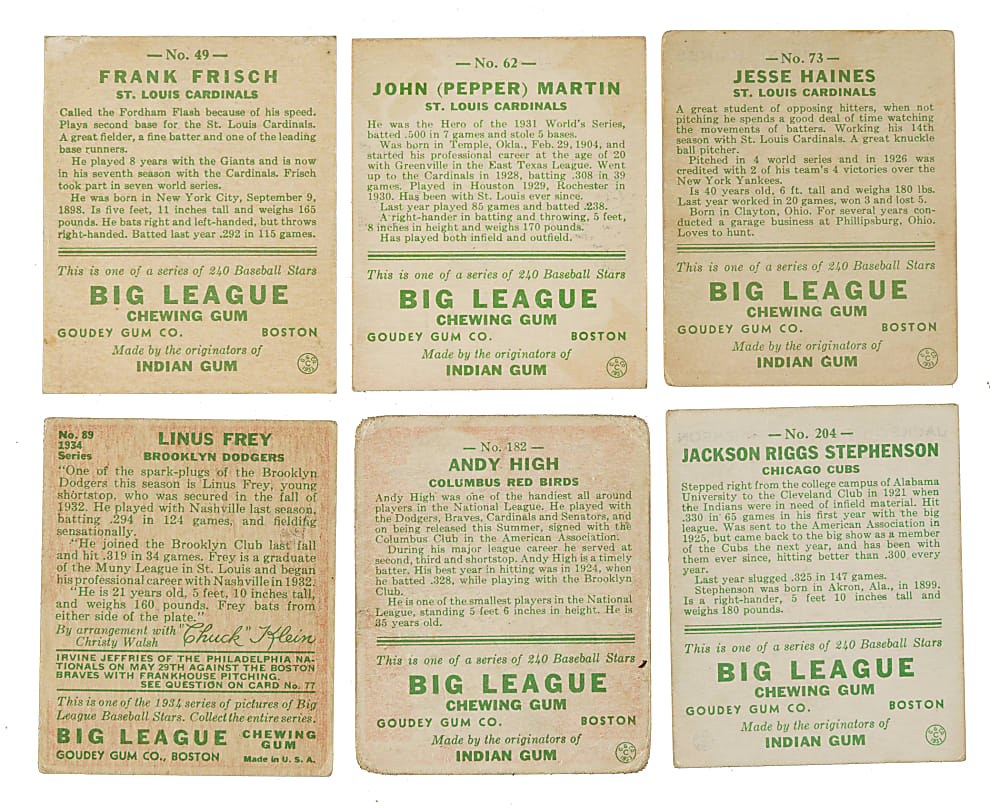 — No. 49 —
FRANK FRISCH
ST. LOUIS CARDINALS
Called the Fordham Flash because of his speed.
Plays second base for the St. Louis Cardinals.
A great fielder, a fine batter and one of the leading
base runners.
He played 8 years with the Giants and is now
in his seventh season with the Cardinals. Frisch
took part in seven world series.
He was born in New York City, September 9,
1898. Is five feet, 11 inches tall and weighs 165
pounds. He bats right and left-handed, but throws
right-handed. Batted last year .292 in 115 games.
This is one of a series of 240 Baseball Stars
BIG LEAGUE
CHEWING GUM
GOUDEY GUM CO. BOSTON
Made by the originators of
INDIAN GUM
— No. 62 —
JOHN (PEPPER) MARTIN
ST. LOUIS CARDINALS
He was the Hero of the 1931 World's Series,
batted .500 in 7 games and stole 5 bases.
Was born in Temple, Okla., Feb. 29, 1904, and
started his professional career at the age of 20
with Greenville in the East Texas League. Went
up to the Cardinals in 1928, batting .308 in 39
games. Played in Houston 1929, Rochester in
1930. Has been with St. Louis ever since.
Last year played 85 games and batted .238.
A right-hander in batting and throwing, 5 feet,
8 inches in height and weighs 170 pounds.
Has played both infield and outfield.
This is one of a series of 240 Baseball Stars
BIG LEAGUE
CHEWING GUM
GOUDEY GUM CO. BOSTON
Made by the originators of
INDIAN GUM
— No. 73 —
JESSE HAINES
ST. LOUIS CARDINALS
A great student of opposing hitters, when not
pitching he spends a good deal of time watching
the movements of batters. Working his 14th
season with St. Louis Cardinals. A great knuckle
ball pitcher.
Pitched in 4 world series and in 1926 was
credited with 2 of his team's 4 victories over the
New York Yankees.
Is 40 years old, 6 ft. tall and weighs 180 lbs.
Last year worked in 20 games, won 3 and lost 5.
Born in Clayton, Ohio. For several years con-
ducted a garage business at Phillipsburg, Ohio.
Loves to hunt.
This is one of a series of 240 Baseball Stars
BIG LEAGUE
CHEWING GUM
GOUDEY GUM CO. BOSTON
Made by the originators of
INDIAN GUM
No. 89
1934
Series
LINUS FREY
BROOKLYN DODGERS
"One of the spark-plugs of the Brooklyn
Dodgers this season is Linus Frey, young
shortstop, who was secured in the fall of
1932. He played with Nashville last season,
batting .294 in 124 games, and fielding
sensationally.
"He joined the Brooklyn Club last fall
and hit .319 in 34 games. Frey is a graduate
of the Muny League in St. Louis and began
his professional career with Nashville in 1932.
"He is 21 years old, 5 feet, 10 inches tall,
and weighs 160 pounds. Frey bats from
either side of the plate."
By arrangement with
Christy Walsh
"Chuck" Klein
IRVINE JEFFRIES OF THE PHILADELPHIA NA-
TIONALS ON MAY 29TH AGAINST THE BOSTON
BRAVES WITH FRANKHOUSE PITCHING.
SEE QUESTION ON CARD No. 77
This is one of the 1934 series of pictures of Big
League Baseball Stars. Collect the entire series.
BIG LEAGUE CHEWING
GUM
GOUDEY GUM CO., BOSTON Made in U. S. A.
— No. 182 —
ANDY HIGH
COLUMBUS RED BIRDS
Andy High was one of the handiest all around
players in the National League. He played with
the Dodgers, Braves, Cardinals and Senators, and
on being released this Summer, signed with the
Columbus Club in the American Association.
During his major league career he served at
second, third and shortstop. Andy High is a timely
batter. His best year in hitting was in 1924, when
he batted .328, while playing with the Brooklyn
Club.
He is one of the smallest players in the National
League, standing 5 feet 6 inches in height. He is
35 years old.
This is one of a series of 240 Baseball Stars
BIG LEAGUE
CHEWING GUM
GOUDEY GUM CO. BOSTON
Made by the originators of
INDIAN GUM
— No. 204 —
JACKSON RIGGS STEPHENSON
CHICAGO CUBS
Stepped right from the college campus of Alabama
University to the Cleveland Club in 1921 when
the Indians were in need of infield material. Hit
.330 in 65 games in his first year with the big
league. Was sent to the American Association in
1925, but came back to the big show as a member
of the Cubs the next year, and has been with
them ever since, hitting better than .300 every
year.
Last year slugged .325 in 147 games.
Stephenson was born in Akron, Ala., in 1899.
Is a right-hander, 5 feet 10 inches tall and
weighs 180 pounds.
This is one of a series of 240 Baseball Stars
BIG LEAGUE
CHEWING GUM
GOUDEY GUM CO. BOSTON
Made by the originators of
INDIAN GUM